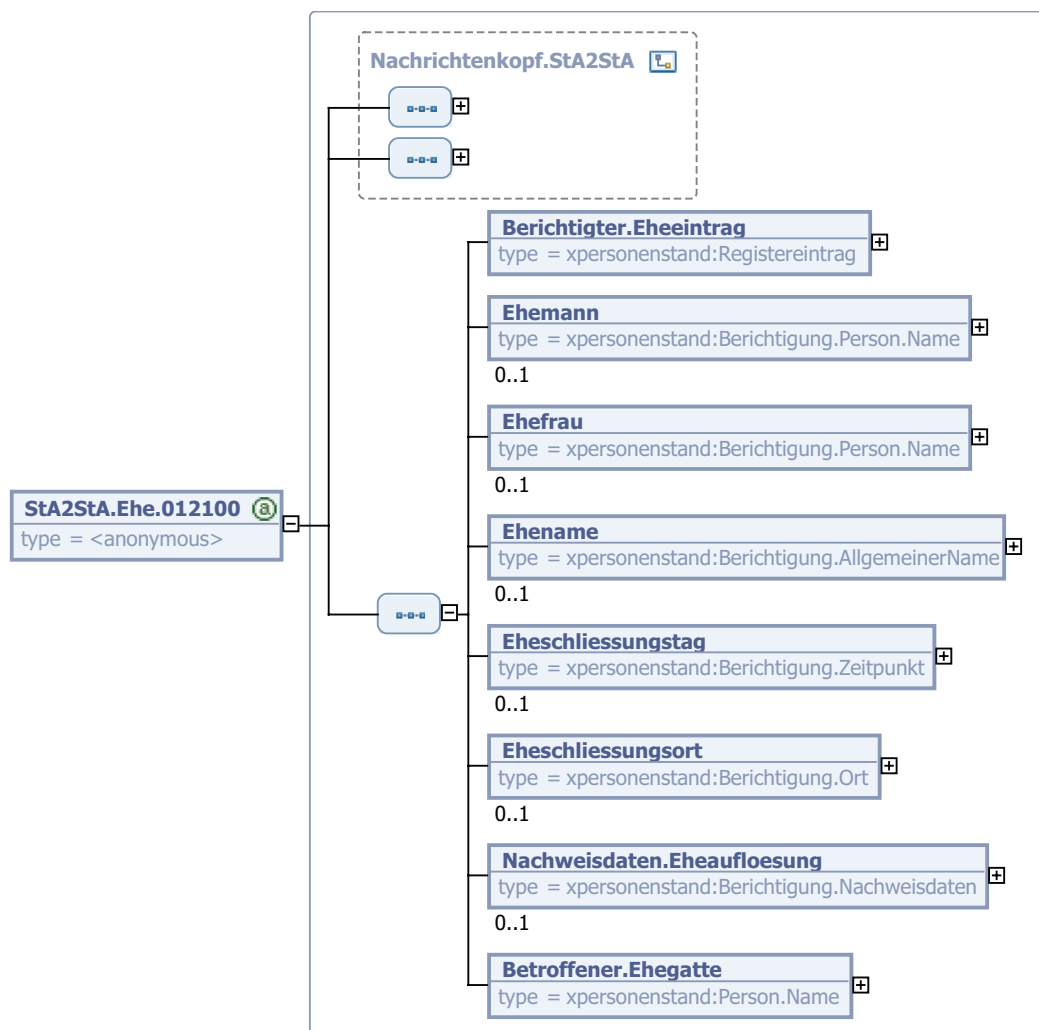 Nachrichtenkopf.StA2StA
Berichtigter.Eheeintrag
type = xpersonenstand:Registereintrag
Ehemann
type = xpersonenstand:Berichtigung.Person.Name
0..1
Ehefrau
type = xpersonenstand:Berichtigung.Person.Name
0..1
StA2StA.Ehe.012100 @
type = <anonymous>
Ehename
type = xpersonenstand:Berichtigung.AllgemeinerName
0..1
Eheschliessungstag
type = xpersonenstand:Berichtigung.Zeitpunkt
0..1
Eheschliessungsort
type = xpersonenstand:Berichtigung.Ort
0..1
Nachweisdaten.Eheaufloesung
type = xpersonenstand:Berichtigung.Nachweisdaten
0..1
Betroffener.Ehegatte
type = xpersonenstand:Person.Name